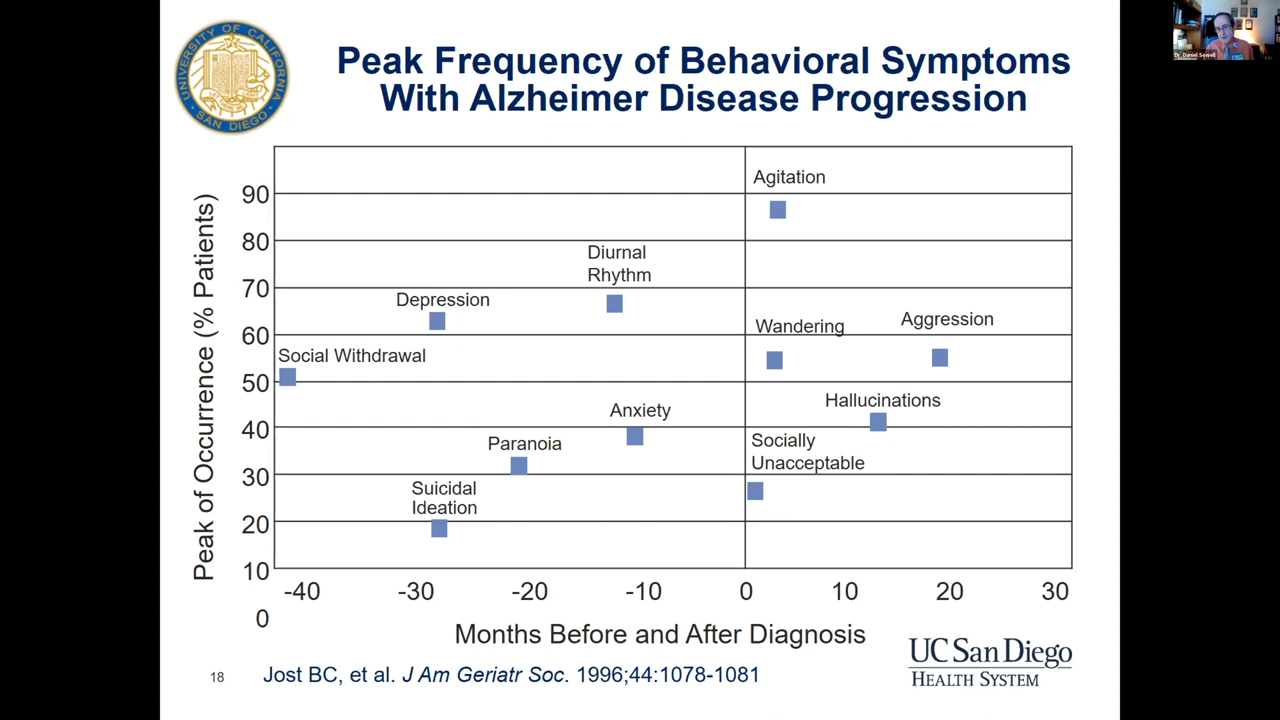 Peak Frequency of Behavioral Symptoms
With Alzheimer Disease Progression
UNIVERSITY OF CALIFORNIA
SAN DIEGO
Dr. Daniel Sewell
Peak of Occurrence (% Patients)
90
80
70
60
50
40
30
20
10
0
Agitation
Diurnal
Rhythm
Depression
Wandering
Aggression
Social Withdrawal
Hallucinations
Anxiety
Socially
Unacceptable
Paranoia
Suicidal
Ideation
-40 -30 -20 -10 0 10 20 30
Months Before and After Diagnosis
UC San Diego
HEALTH SYSTEM
18
Jost BC, et al. J Am Geriatr Soc. 1996;44:1078-1081